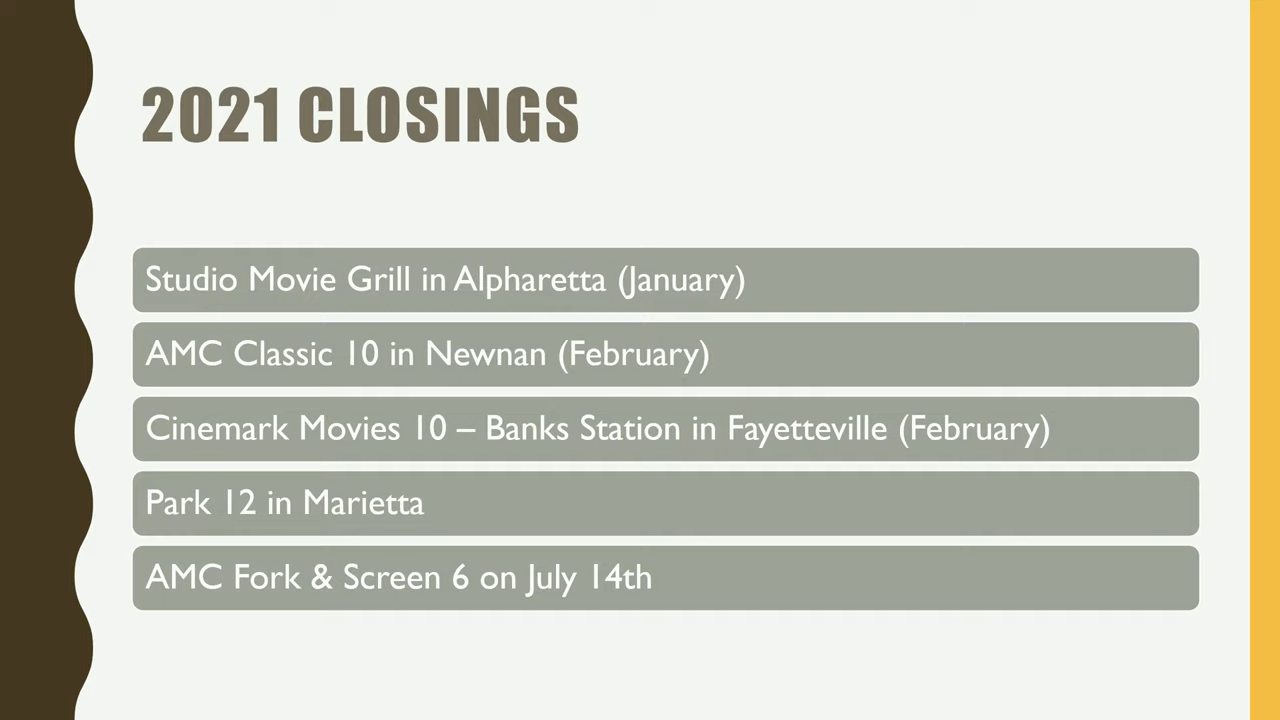 2021 CLOSINGS
Studio Movie Grill in Alpharetta (January)
AMC Classic 10 in Newnan (February)
Cinemark Movies 10 – Banks Station in Fayetteville (February)
Park 12 in Marietta
AMC Fork & Screen 6 on July 14th